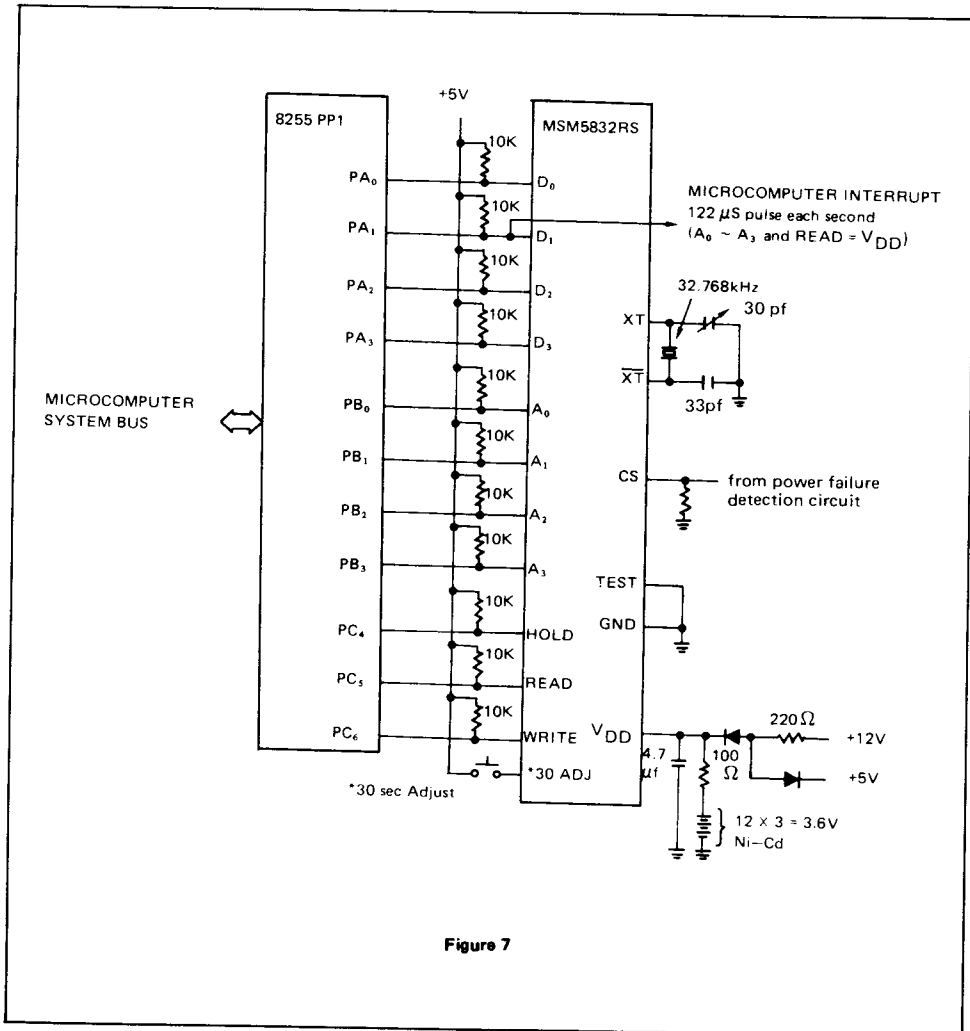 +5V
8255 PP1
MSM5832RS
10K
PA₀
D₀
10K
MICROCOMPUTER INTERRUPT
122 μS pulse each second
(A₀ ~ A₃ and READ = VDD)
PA₁
D₁
10K
PA₂
D₂
32.768kHz
30 pf
10K
XT
PA₃
D₃
10K
X̅T̅
33pf
MICROCOMPUTER
SYSTEM BUS
PB₀
A₀
10K
PB₁
A₁
CS
from power failure
detection circuit
10K
PB₂
A₂
10K
PB₃
A₃
TEST
10K
GND
PC₄
HOLD
10K
PC₅
READ
10K
PC₆
WRITE
VDD
220 Ω
+12V
4.7
μf
100
Ω
+5V
*30 ADJ
*30 sec Adjust
12 × 3 = 3.6V
Ni–Cd
Figure 7